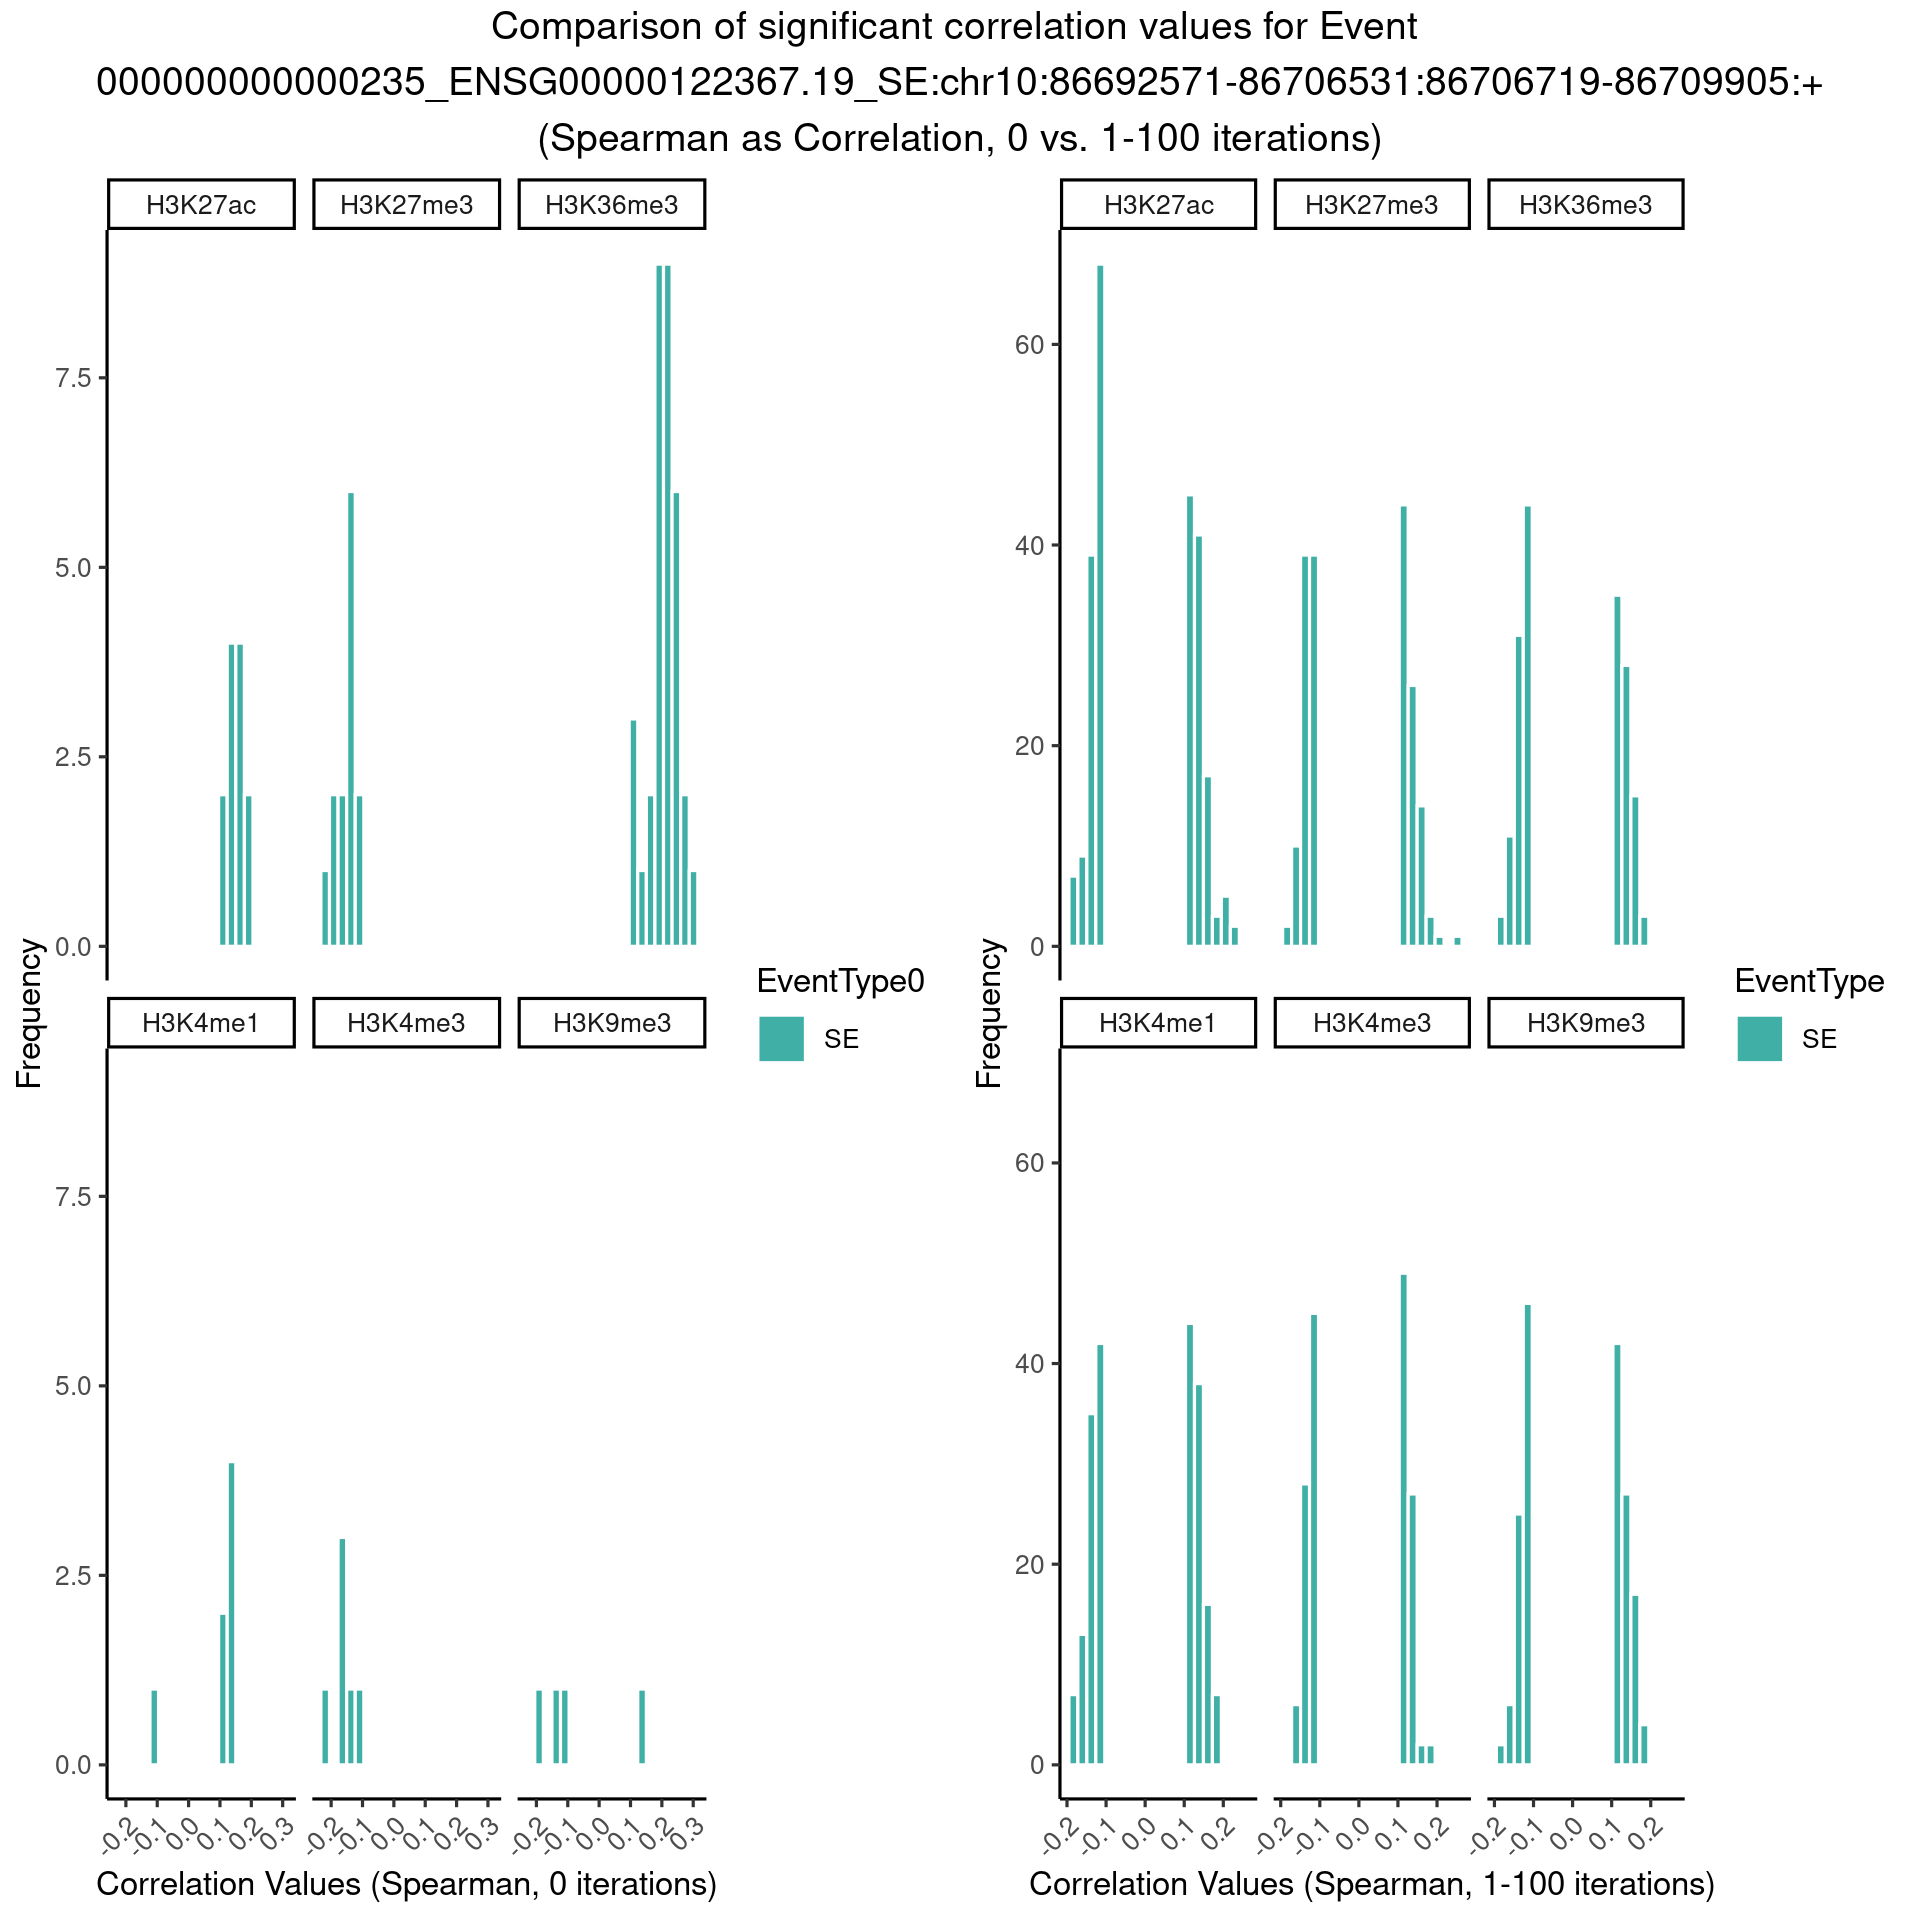 Comparison of significant correlation values for Event
000000000000235_ENSG00000122367.19_SE:chr10:86692571-86706531:86706719-86709905:+
(Spearman as Correlation, 0 vs. 1-100 iterations)
H3K27ac H3K27me3 H3K36me3
7.5
5.0
2.5
0.0
H3K4me1 H3K4me3 H3K9me3
7.5
5.0
2.5
0.0
-0.2 -0.1 -0.0 0.1 0.2 0.3 -0.2 -0.1 -0.0 0.1 0.2 0.3 -0.2 -0.1 -0.0 0.1 0.2 0.3
Frequency
Correlation Values (Spearman, 0 iterations)
EventType0
SE
H3K27ac H3K27me3 H3K36me3
60
40
20
0
H3K4me1 H3K4me3 H3K9me3
60
40
20
0
-0.2 -0.1 -0.0 0.1 0.2 -0.2 -0.1 0.0 0.1 0.2 -0.2 -0.1 0.0 0.1 0.2
Frequency
Correlation Values (Spearman, 1-100 iterations)
EventType
SE